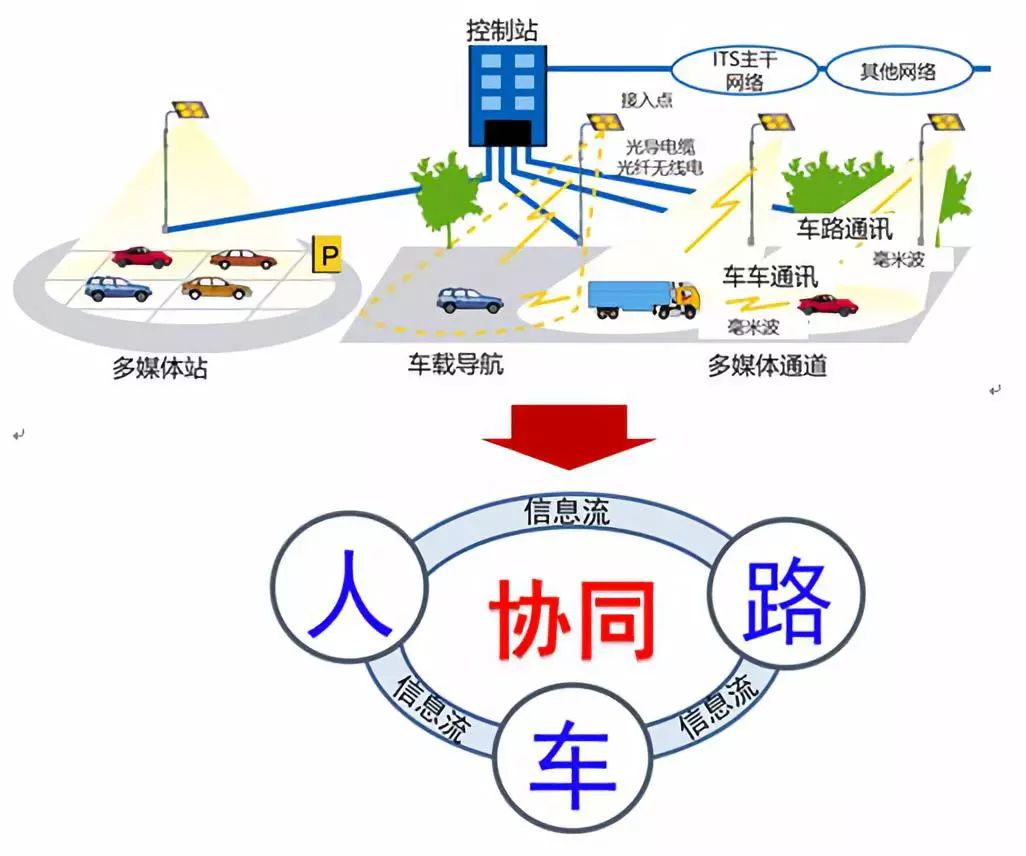 控制站
ITS主干
网络
其他网络
接入点
光导电缆
光纤无线电
车路通讯
毫米波
P
车车通讯
毫米波
多媒体站
车载导航
多媒体通道
信息流
人
协同
路
信息流
信息流
车